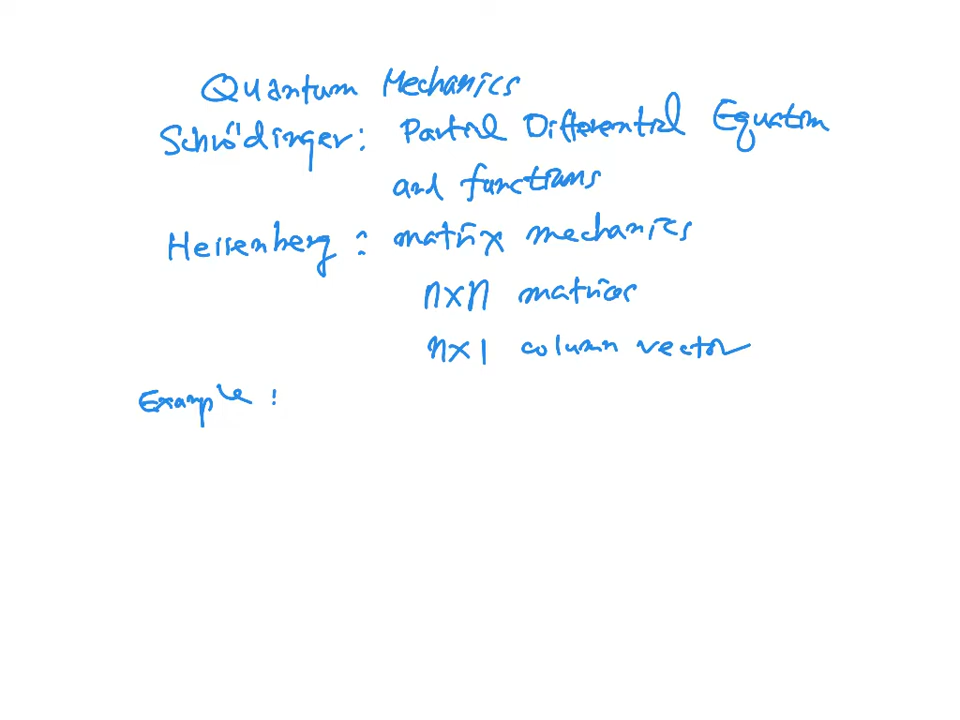 Quantum Mechanics
Schrödinger: Partial Differential Equation
and functions
Heisenberg: matrix mechanics
n×n matrices
n×1 column vector
Example: